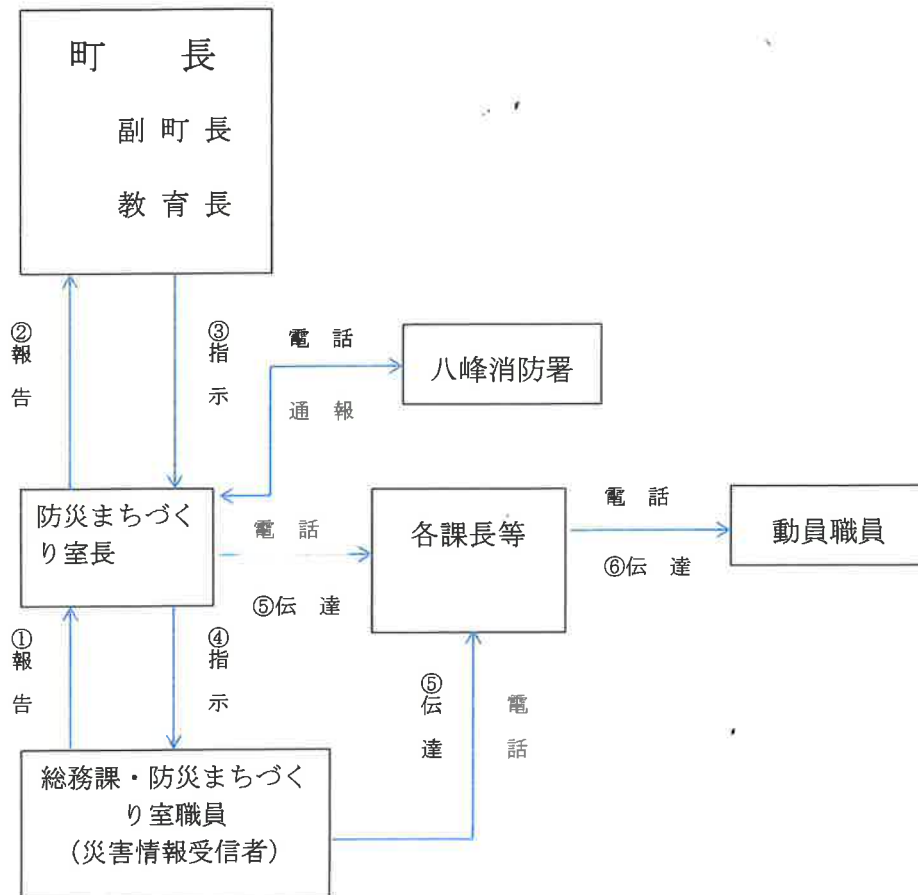 町　　長
副 町 長
教 育 長
②報　告
③指　示
電　話
通　報
八峰消防署
防災まちづく
り室長
電　話
⑤伝　達
各課長等
電　話
⑥伝　達
動員職員
①報　告
④指　示
⑤伝　達
電　話
総務課・防災まちづく
り室職員
（災害情報受信者）